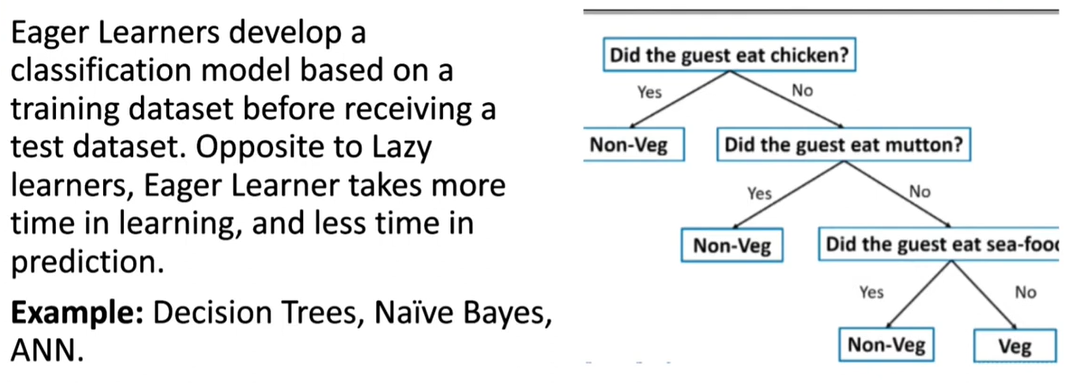 Eager Learners develop a
classification model based on a
training dataset before receiving a
test dataset. Opposite to Lazy
learners, Eager Learner takes more
time in learning, and less time in
prediction.
Example: Decision Trees, Naïve Bayes,
ANN.
Did the guest eat chicken?
Yes
No
Non-Veg
Did the guest eat mutton?
Yes
No
Non-Veg
Did the guest eat sea-foo
Yes
No
Non-Veg
Veg